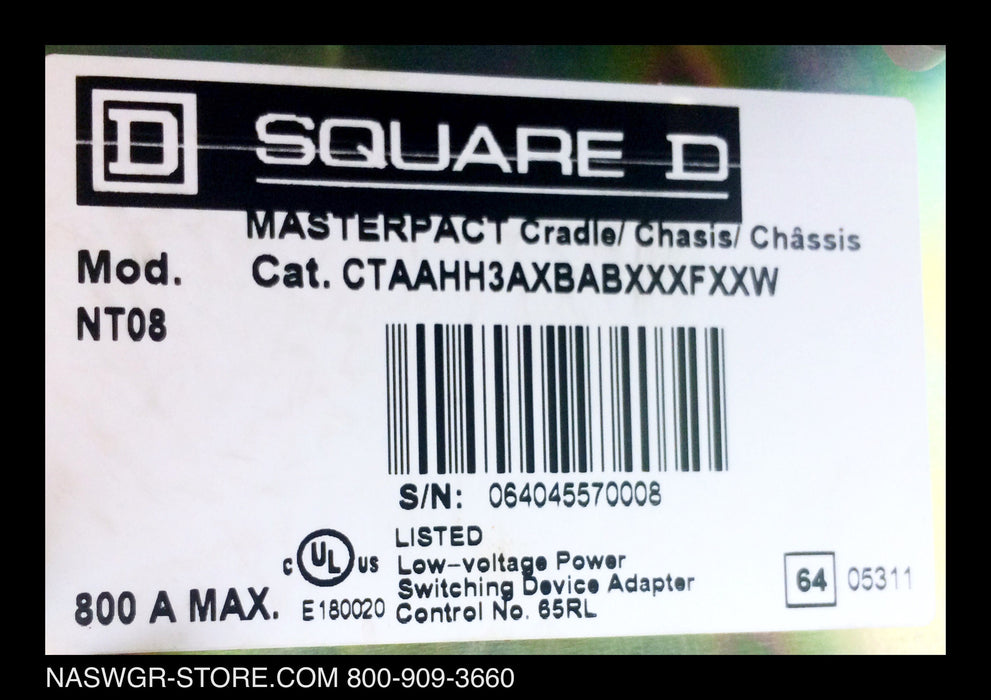 D SQUARE D
MASTERPACT Cradle/ Chasis/ Châssis
Mod. Cat. CTAAHH3AXBABXXXFXXW
NT08
S/N: 064045570008
LISTED
Low-voltage Power
Switching Device Adapter
Control No. 65RL
C UL US
E180020
800 A MAX.
64 05311
NASWGR-STORE.COM 800-909-3660